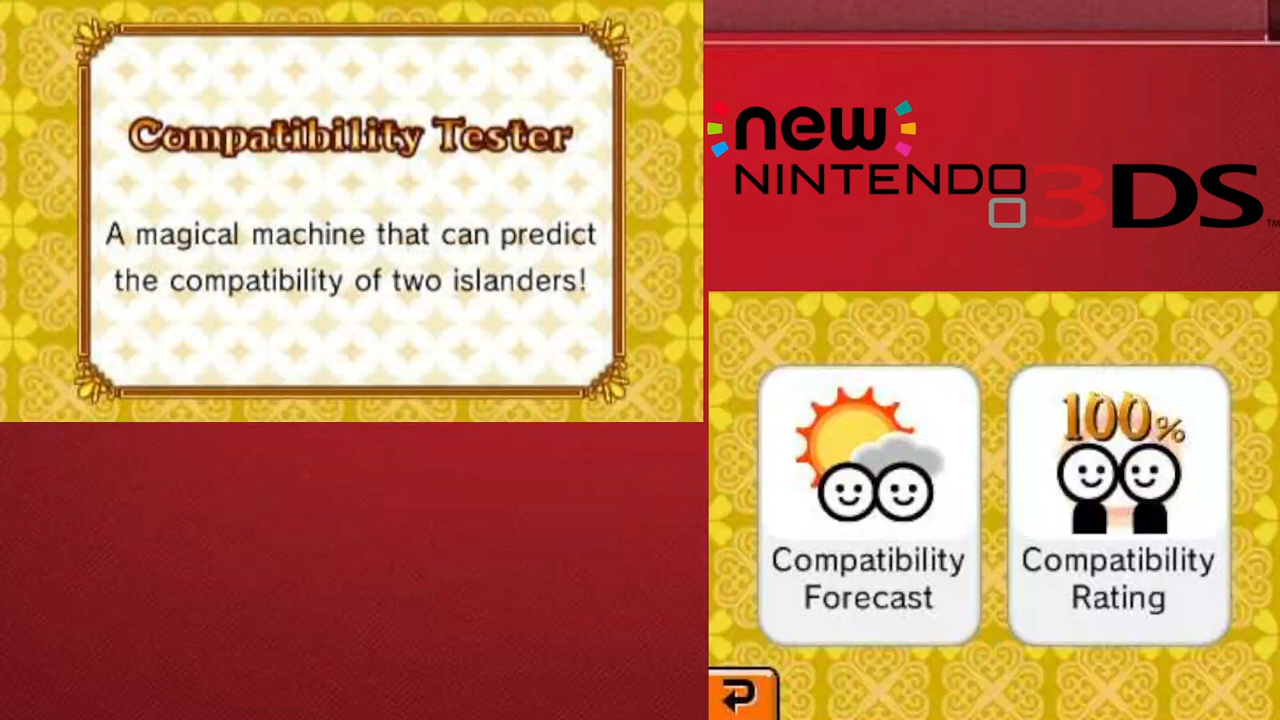 Compatibility Tester
A magical machine that can predict
the compatibility of two islanders!
new
NINTENDO 3DS
TM
100%
Compatibility
Forecast
Compatibility
Rating